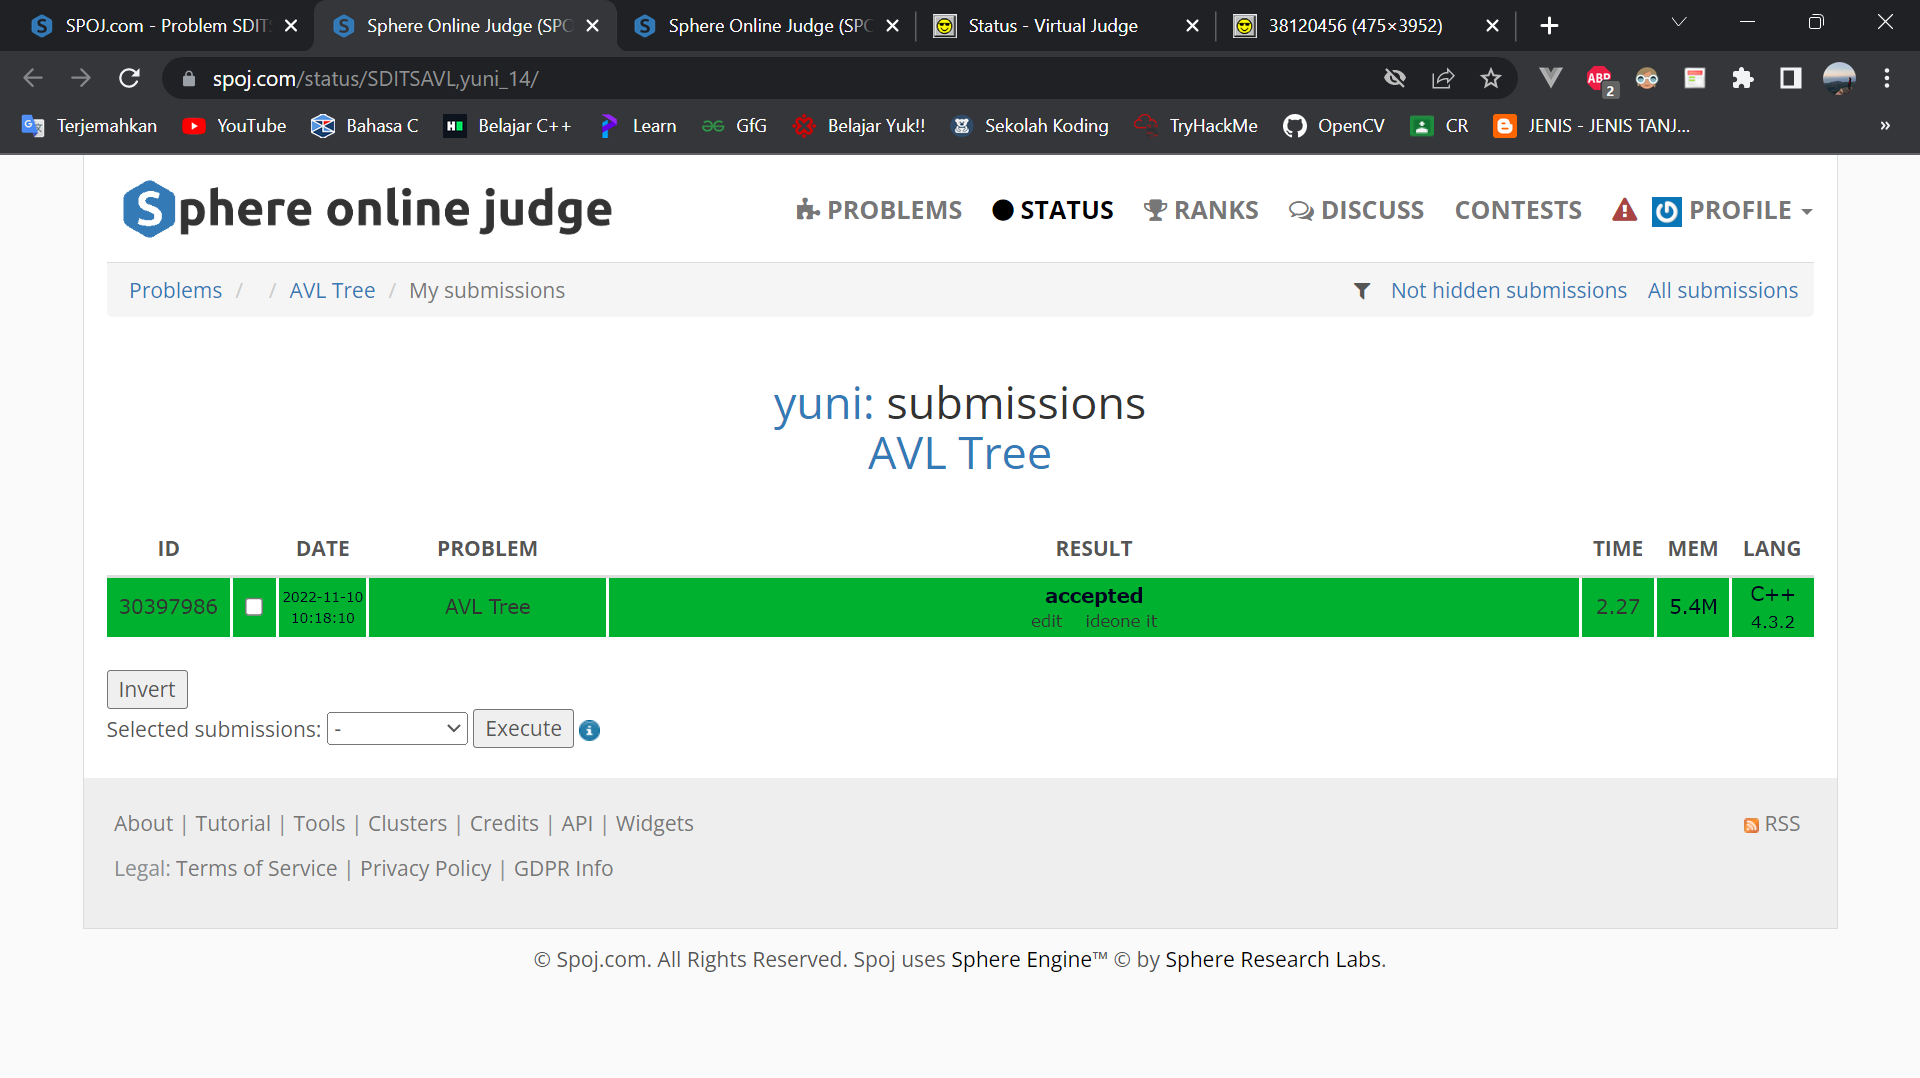 SPOJ.com - Problem SDIT
Sphere Online Judge (SPO
Sphere Online Judge (SPO
Status - Virtual Judge
38120456 (475×3952)
spoj.com/status/SDITSAVL,yuni_14/
ABP
2
Terjemahkan
YouTube
Bahasa C
Belajar C++
Learn
GfG
Belajar Yuk!!
Sekolah Koding
TryHackMe
OpenCV
CR
JENIS - JENIS TANJ...
»
Sphere online judge
PROBLEMS
STATUS
RANKS
DISCUSS
CONTESTS
PROFILE
Problems / / AVL Tree / My submissions
Not hidden submissions
All submissions
yuni: submissions
AVL Tree
ID DATE PROBLEM RESULT TIME MEM LANG
30397986
2022-11-10
10:18:10
AVL Tree
accepted
edit ideone it
2.27
5.4M
C++
4.3.2
Invert
Selected submissions: - Execute
About | Tutorial | Tools | Clusters | Credits | API | Widgets
RSS
Legal: Terms of Service | Privacy Policy | GDPR Info
© Spoj.com. All Rights Reserved. Spoj uses Sphere Engine™ © by Sphere Research Labs.